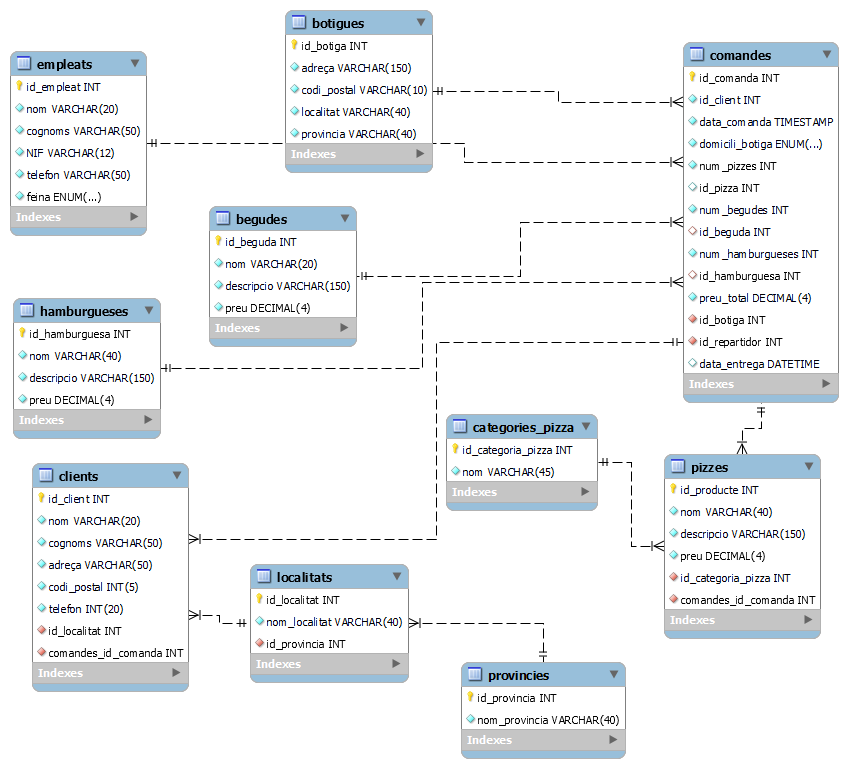 botigues
id_botiga INT
adreça VARCHAR(150)
codi_postal VARCHAR(10)
localitat VARCHAR(40)
provincia VARCHAR(40)
Indexes
empleats
id_empleat INT
nom VARCHAR(20)
cognoms VARCHAR(50)
NIF VARCHAR(12)
telefon VARCHAR(50)
feina ENUM(...)
Indexes
comandes
id_comanda INT
id_client INT
data_comanda TIMESTAMP
domicili_botiga ENUM(...)
num_pizzes INT
id_pizza INT
num_begudes INT
id_beguda INT
num_hamburgueses INT
id_hamburguesa INT
preu_total DECIMAL(4)
id_botiga INT
id_repartidor INT
data_entrega DATETIME
Indexes
begudes
id_beguda INT
nom VARCHAR(20)
descripcio VARCHAR(150)
preu DECIMAL(4)
Indexes
hamburgueses
id_hamburguesa INT
nom VARCHAR(40)
descripcio VARCHAR(150)
preu DECIMAL(4)
Indexes
categories_pizza
id_categoria_pizza INT
nom VARCHAR(45)
Indexes
pizzes
id_producte INT
nom VARCHAR(40)
descripcio VARCHAR(150)
preu DECIMAL(4)
id_categoria_pizza INT
comandes_id_comanda INT
Indexes
clients
id_client INT
nom VARCHAR(20)
cognoms VARCHAR(50)
adreça VARCHAR(50)
codi_postal INT(5)
telefon INT(20)
id_localitat INT
comandes_id_comanda INT
Indexes
localitats
id_localitat INT
nom_localitat VARCHAR(40)
id_provincia INT
Indexes
provincies
id_provincia INT
nom_provincia VARCHAR(40)
Indexes